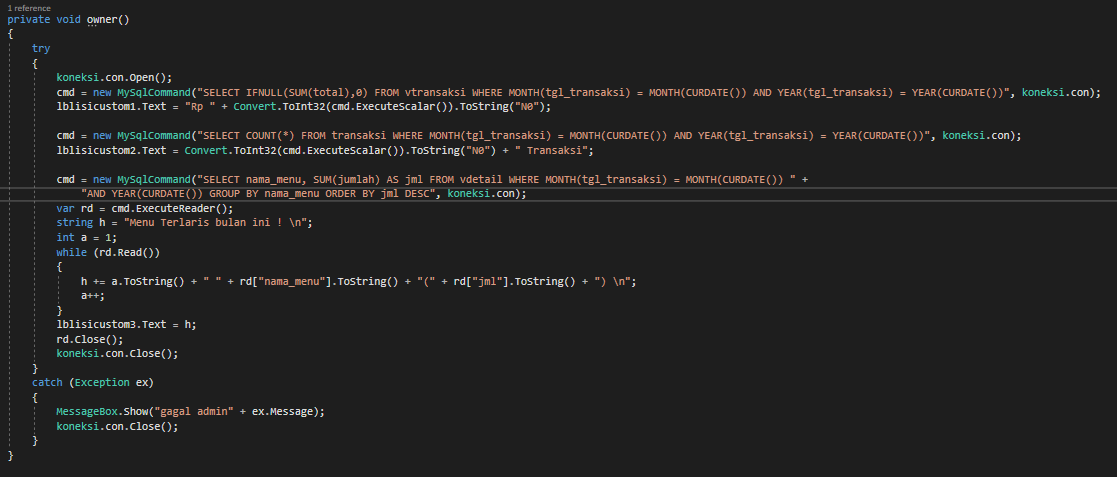 1 reference
private void owner()
{
try
{
koneksi.con.Open();
cmd = new MySqlCommand("SELECT IFNULL(SUM(total),0) FROM vtransaksi WHERE MONTH(tgl_transaksi) = MONTH(CURDATE()) AND YEAR(tgl_transaksi) = YEAR(CURDATE())", koneksi.con);
lblisicustom1.Text = "Rp " + Convert.ToInt32(cmd.ExecuteScalar()).ToString("N0");
cmd = new MySqlCommand("SELECT COUNT(*) FROM transaksi WHERE MONTH(tgl_transaksi) = MONTH(CURDATE()) AND YEAR(tgl_transaksi) = YEAR(CURDATE())", koneksi.con);
lblisicustom2.Text = Convert.ToInt32(cmd.ExecuteScalar()).ToString("N0") + " Transaksi";
cmd = new MySqlCommand("SELECT nama_menu, SUM(jumlah) AS jml FROM vdetail WHERE MONTH(tgl_transaksi) = MONTH(CURDATE()) " +
"AND YEAR(CURDATE()) GROUP BY nama_menu ORDER BY jml DESC", koneksi.con);
var rd = cmd.ExecuteReader();
string h = "Menu Terlaris bulan ini ! \n";
int a = 1;
while (rd.Read())
{
h += a.ToString() + " " + rd["nama_menu"].ToString() + "(" + rd["jml"].ToString() + ") \n";
a++;
}
lblisicustom3.Text = h;
rd.Close();
koneksi.con.Close();
}
catch (Exception ex)
{
MessageBox.Show("gagal admin" + ex.Message);
koneksi.con.Close();
}
}